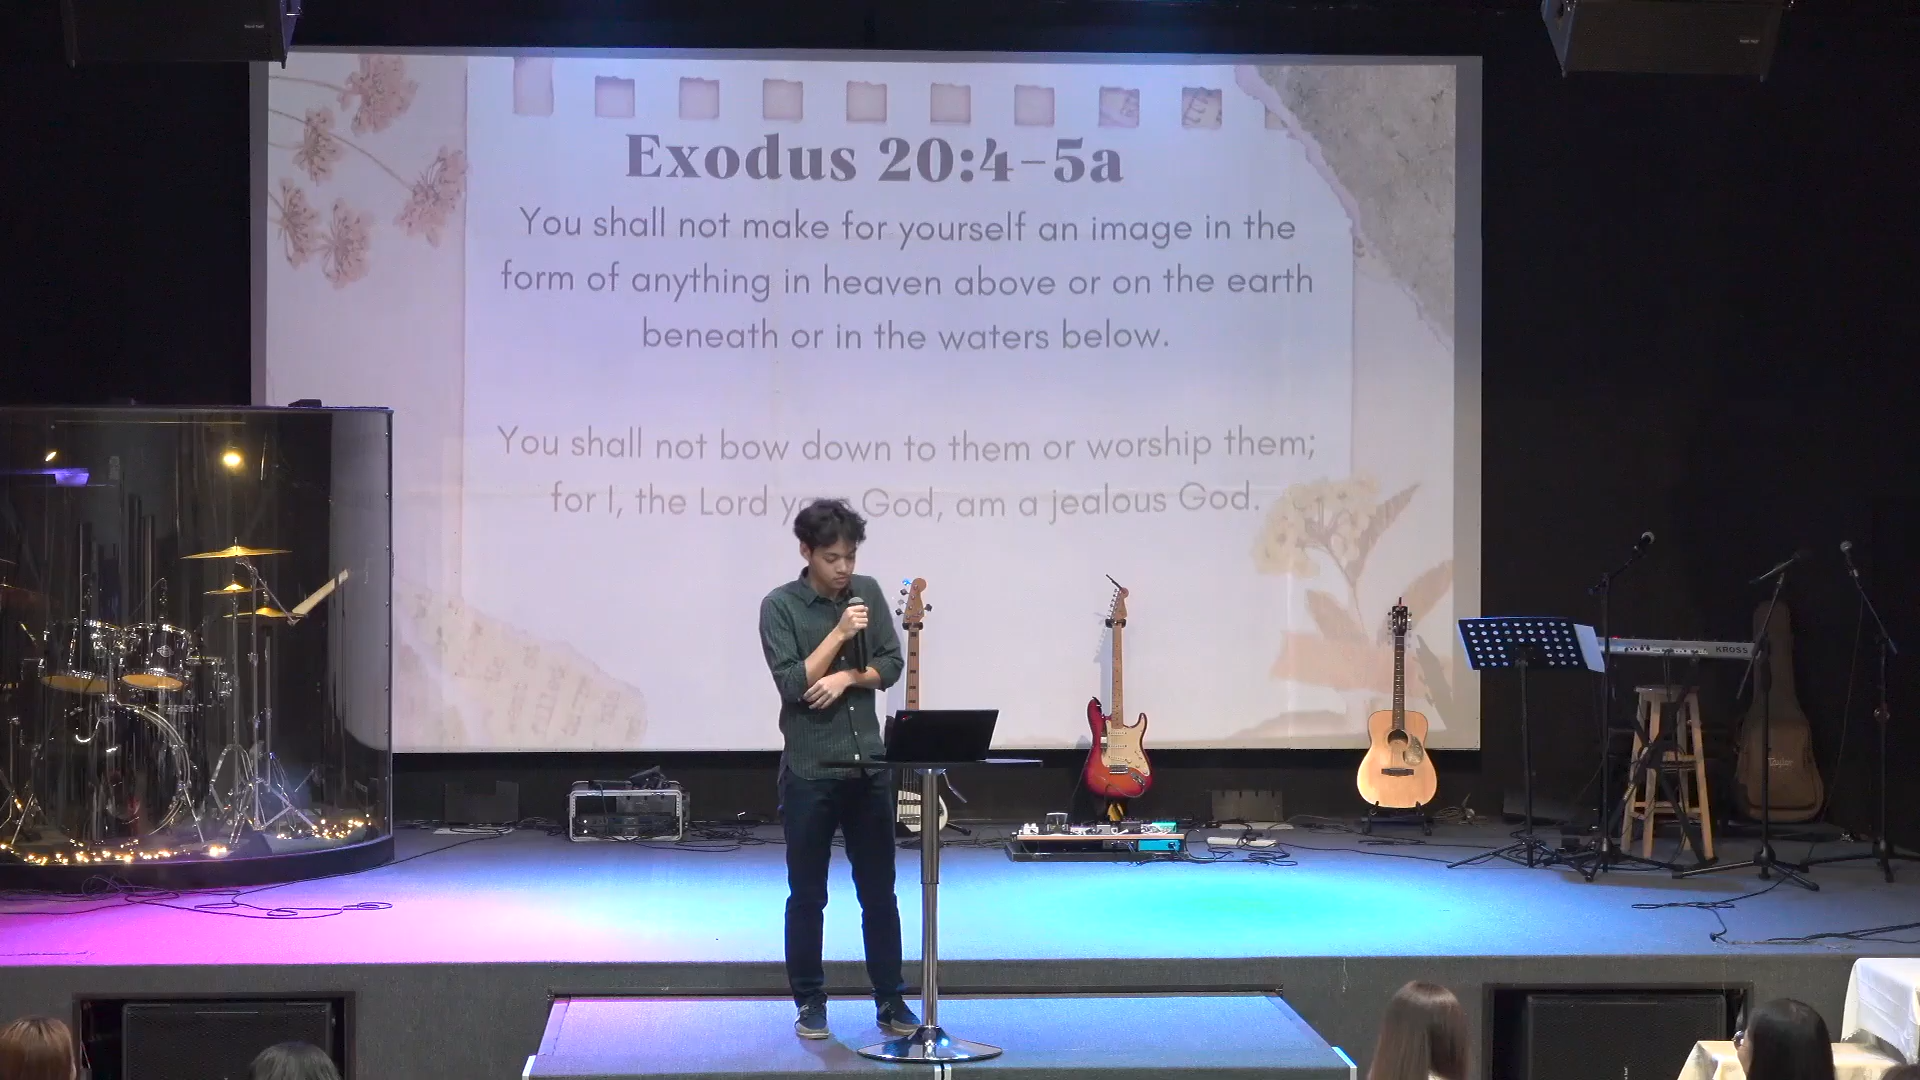 Exodus 20:4-5a
You shall not make for yourself an image in the
form of anything in heaven above or on the earth
beneath or in the waters below.
You shall not bow down to them or worship them;
for I, the Lord God, am a jealous God.
KROSS
Taylor